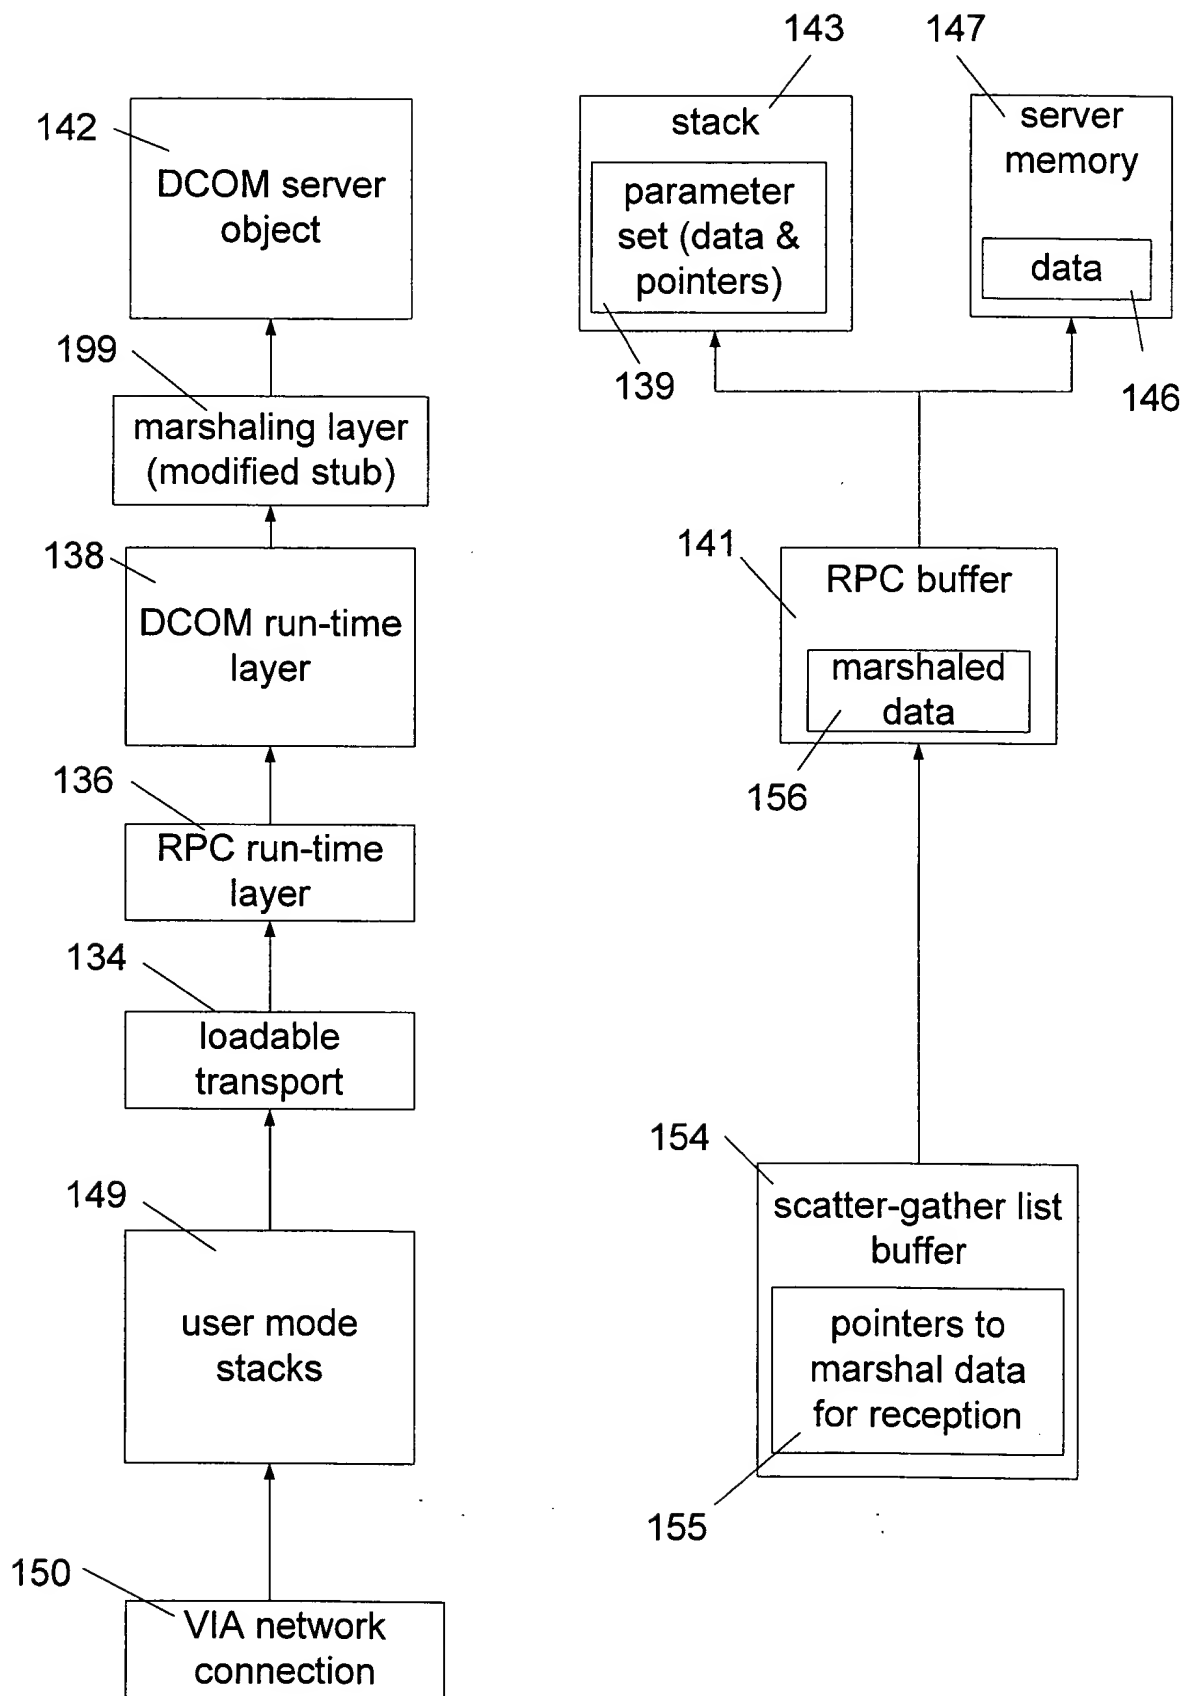 143
147
142
DCOM server
object
stack
parameter
set (data &
pointers)
server
memory
data
199
139
146
marshaling layer
(modified stub)
138
DCOM run-time
layer
141
RPC buffer
marshaled
data
136
156
RPC run-time
layer
134
loadable
transport
154
scatter-gather list
buffer
149
user mode
stacks
pointers to
marshal data
for reception
155
150
VIA network
connection